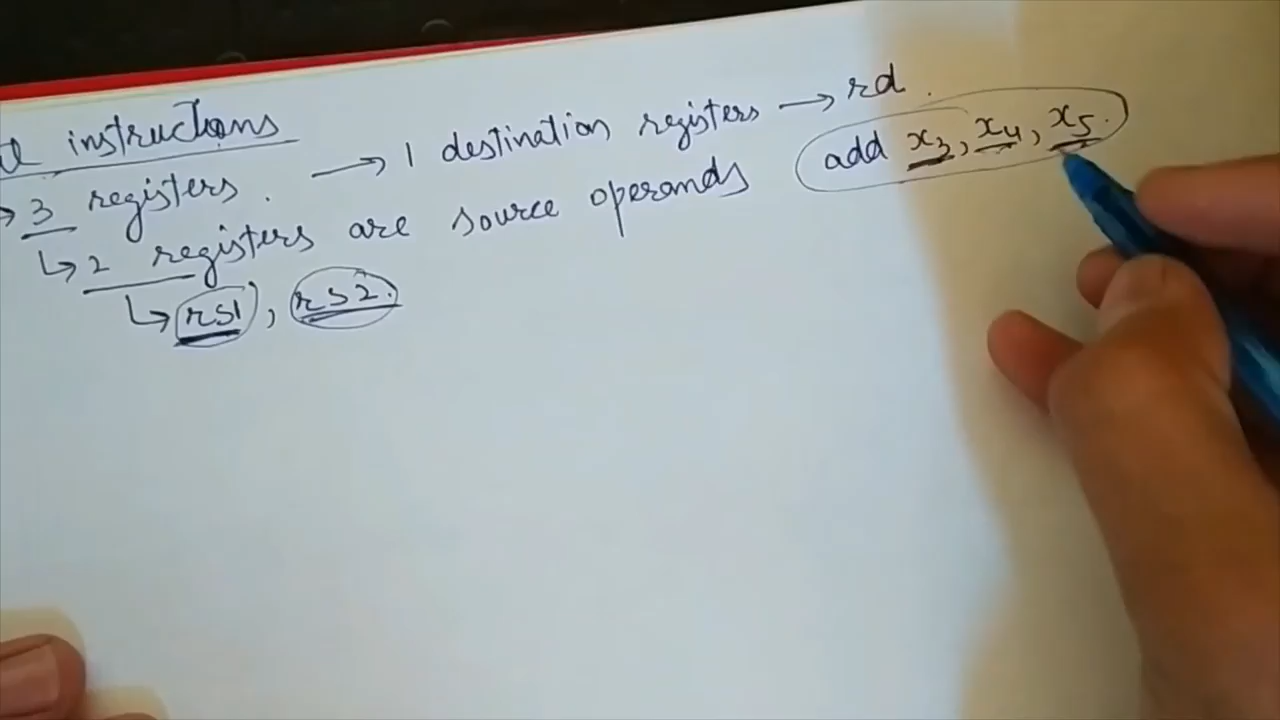 instructions
3 registers. → 1 destination registers → rd.
↳ 2 registers are source operands
↳ rs1, rs2.
add x3, x4, x5.